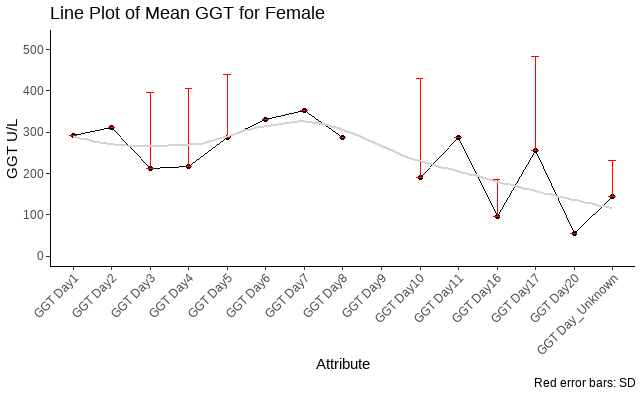 Line Plot of Mean GGT for Female
GGT U/L
500
400
300
200
100
0
GGT Day1
GGT Day2
GGT Day3
GGT Day4
GGT Day5
GGT Day6
GGT Day7
GGT Day8
GGT Day9
GGT Day10
GGT Day11
GGT Day16
GGT Day17
GGT Day20
GGT Day_Unknown
Attribute
Red error bars: SD